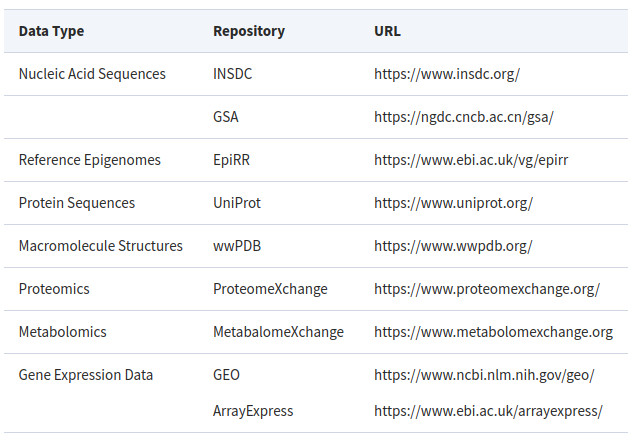 Data Type Repository URL
Nucleic Acid Sequences INSDC https://www.insdc.org/
GSA https://ngdc.cncb.ac.cn/gsa/
Reference Epigenomes EpiRR https://www.ebi.ac.uk/vg/epirr
Protein Sequences UniProt https://www.uniprot.org/
Macromolecule Structures wwPDB https://www.wwpdb.org/
Proteomics ProteomeXchange https://www.proteomexchange.org/
Metabolomics MetabalomeXchange https://www.metabolomexchange.org
Gene Expression Data GEO https://www.ncbi.nlm.nih.gov/geo/
ArrayExpress https://www.ebi.ac.uk/arrayexpress/